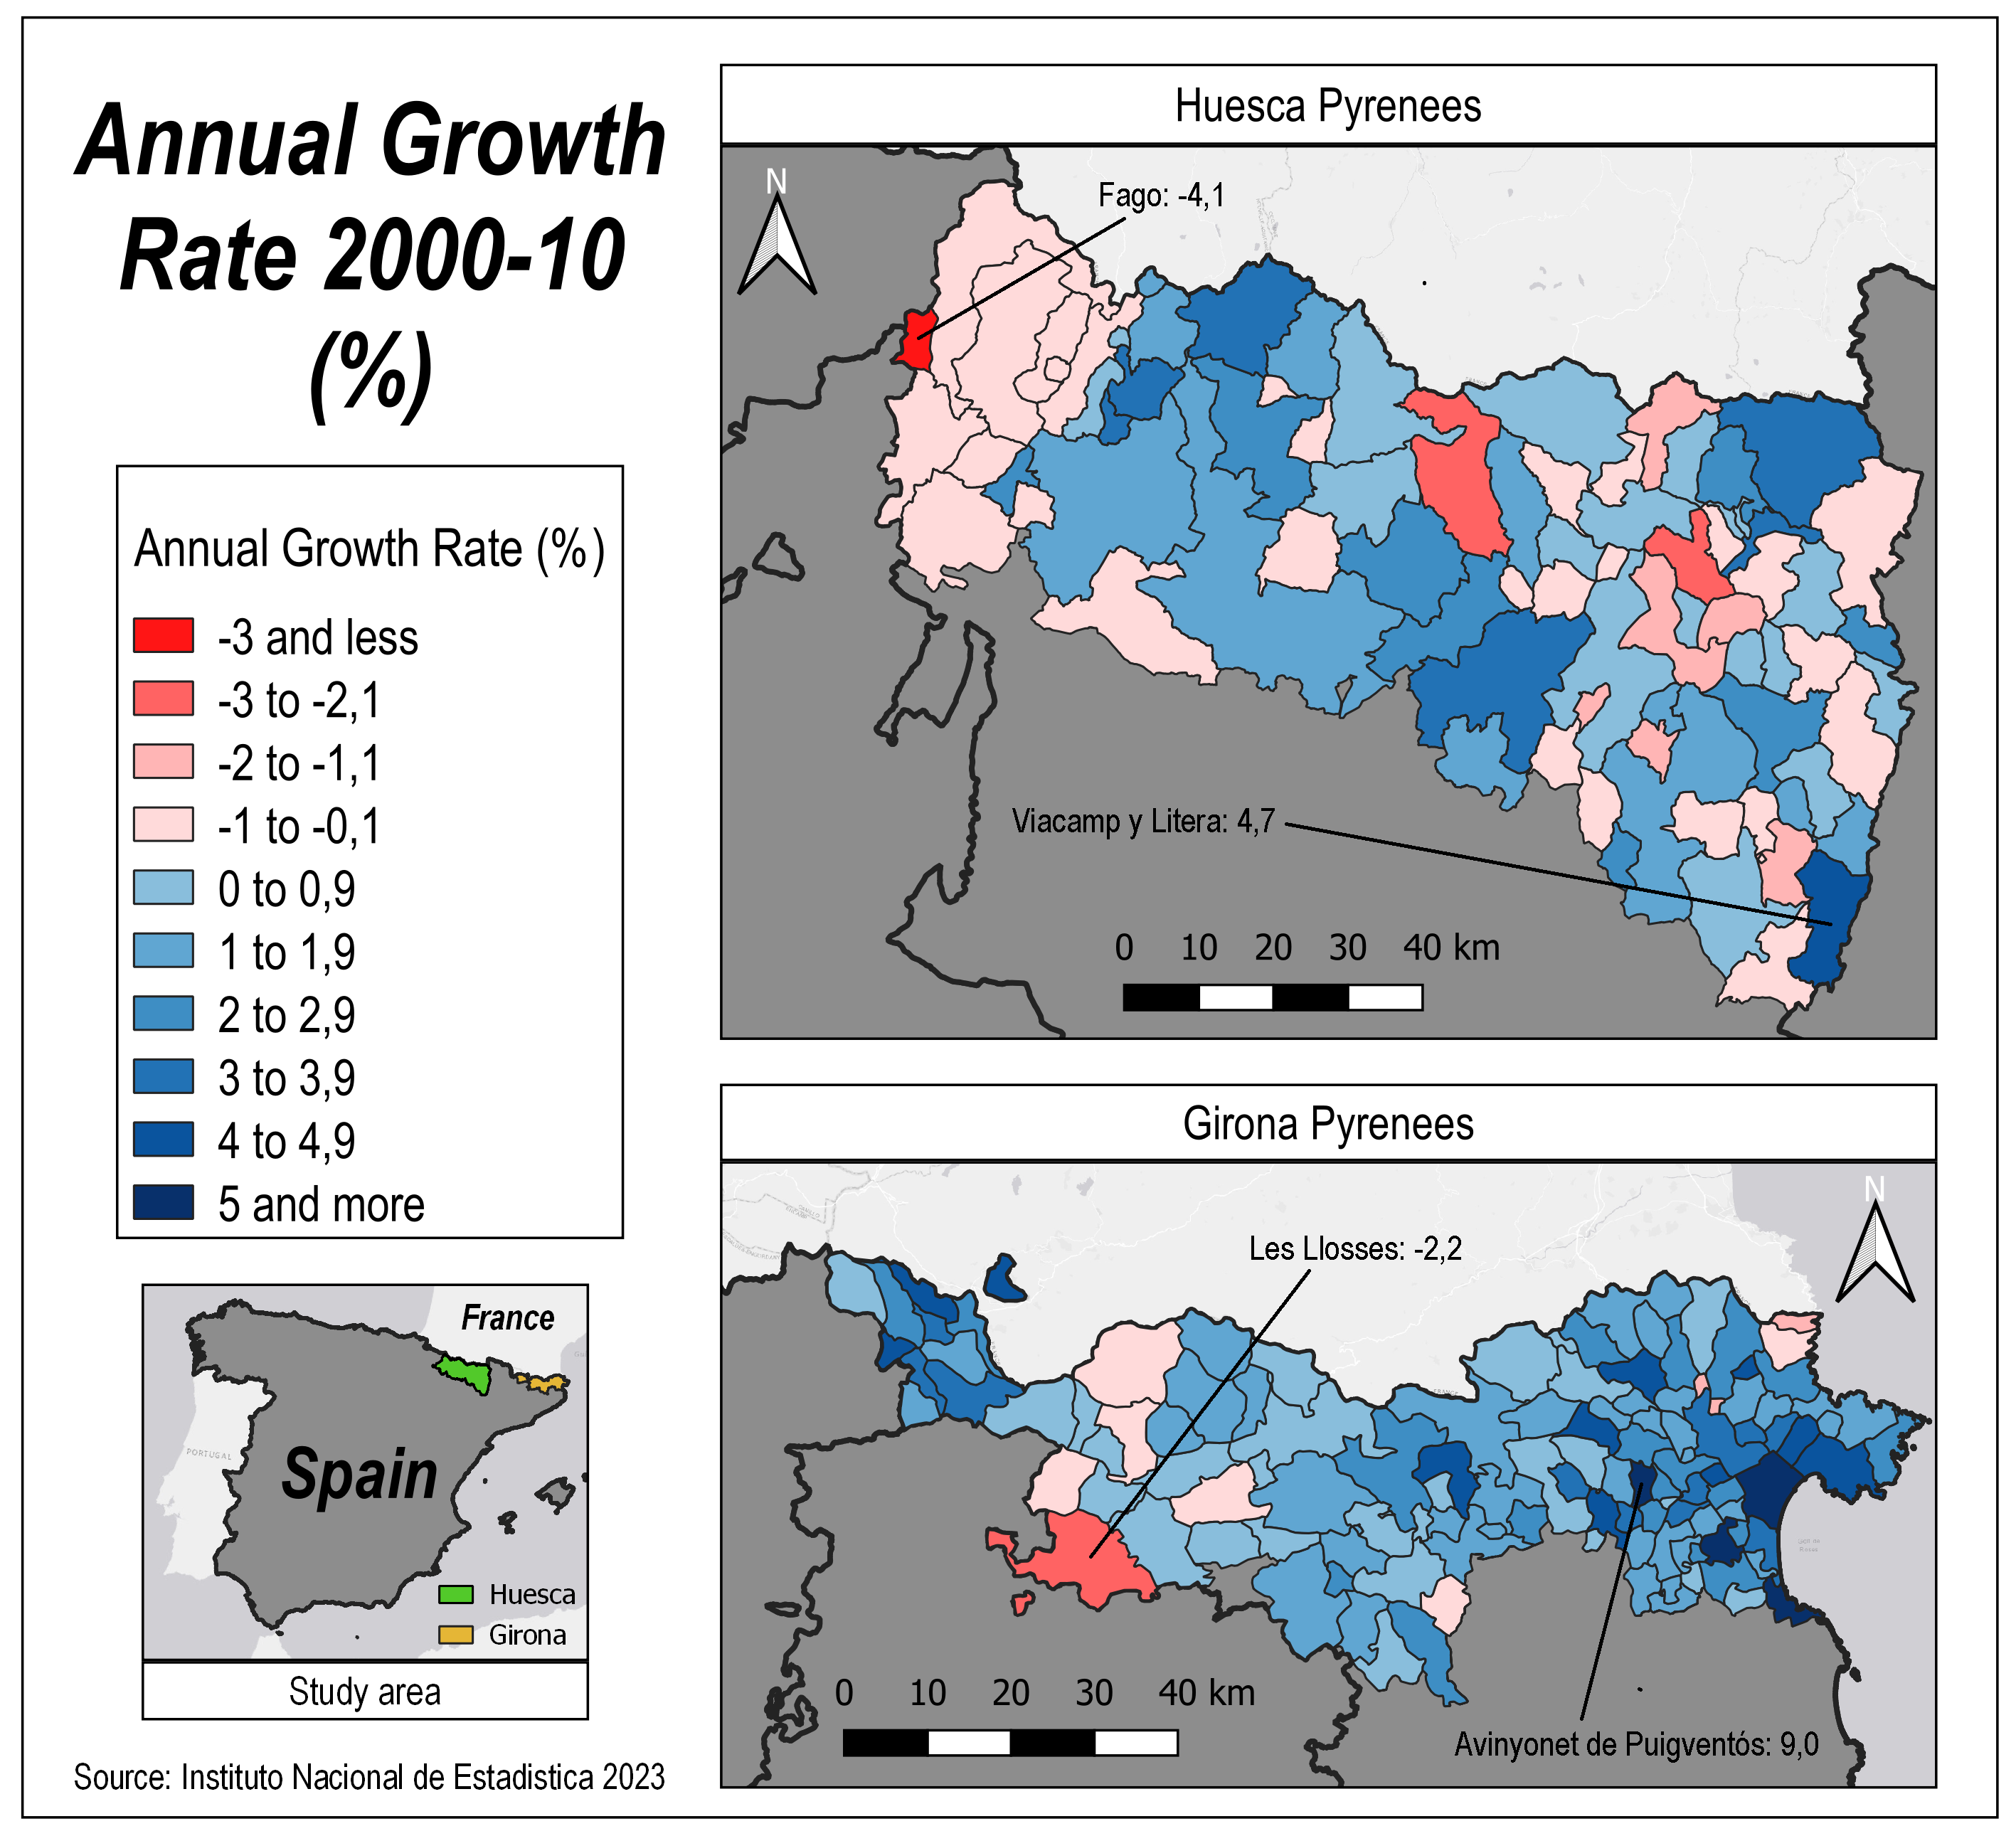 Annual Growth
Rate 2000-10
(%)
Annual Growth Rate (%)
-3 and less
-3 to -2,1
-2 to -1,1
-1 to -0,1
0 to 0,9
1 to 1,9
2 to 2,9
3 to 3,9
4 to 4,9
5 and more
France
PORTUGAL
Spain
Huesca
Girona
Study area
Source: Instituto Nacional de Estadistica 2023
Huesca Pyrenees
N
Fago: -4,1
Viacamp y Litera: 4,7
0 10 20 30 40 km
Girona Pyrenees
N
Les Llosses: -2,2
0 10 20 30 40 km
Avinyonet de Puigventós: 9,0